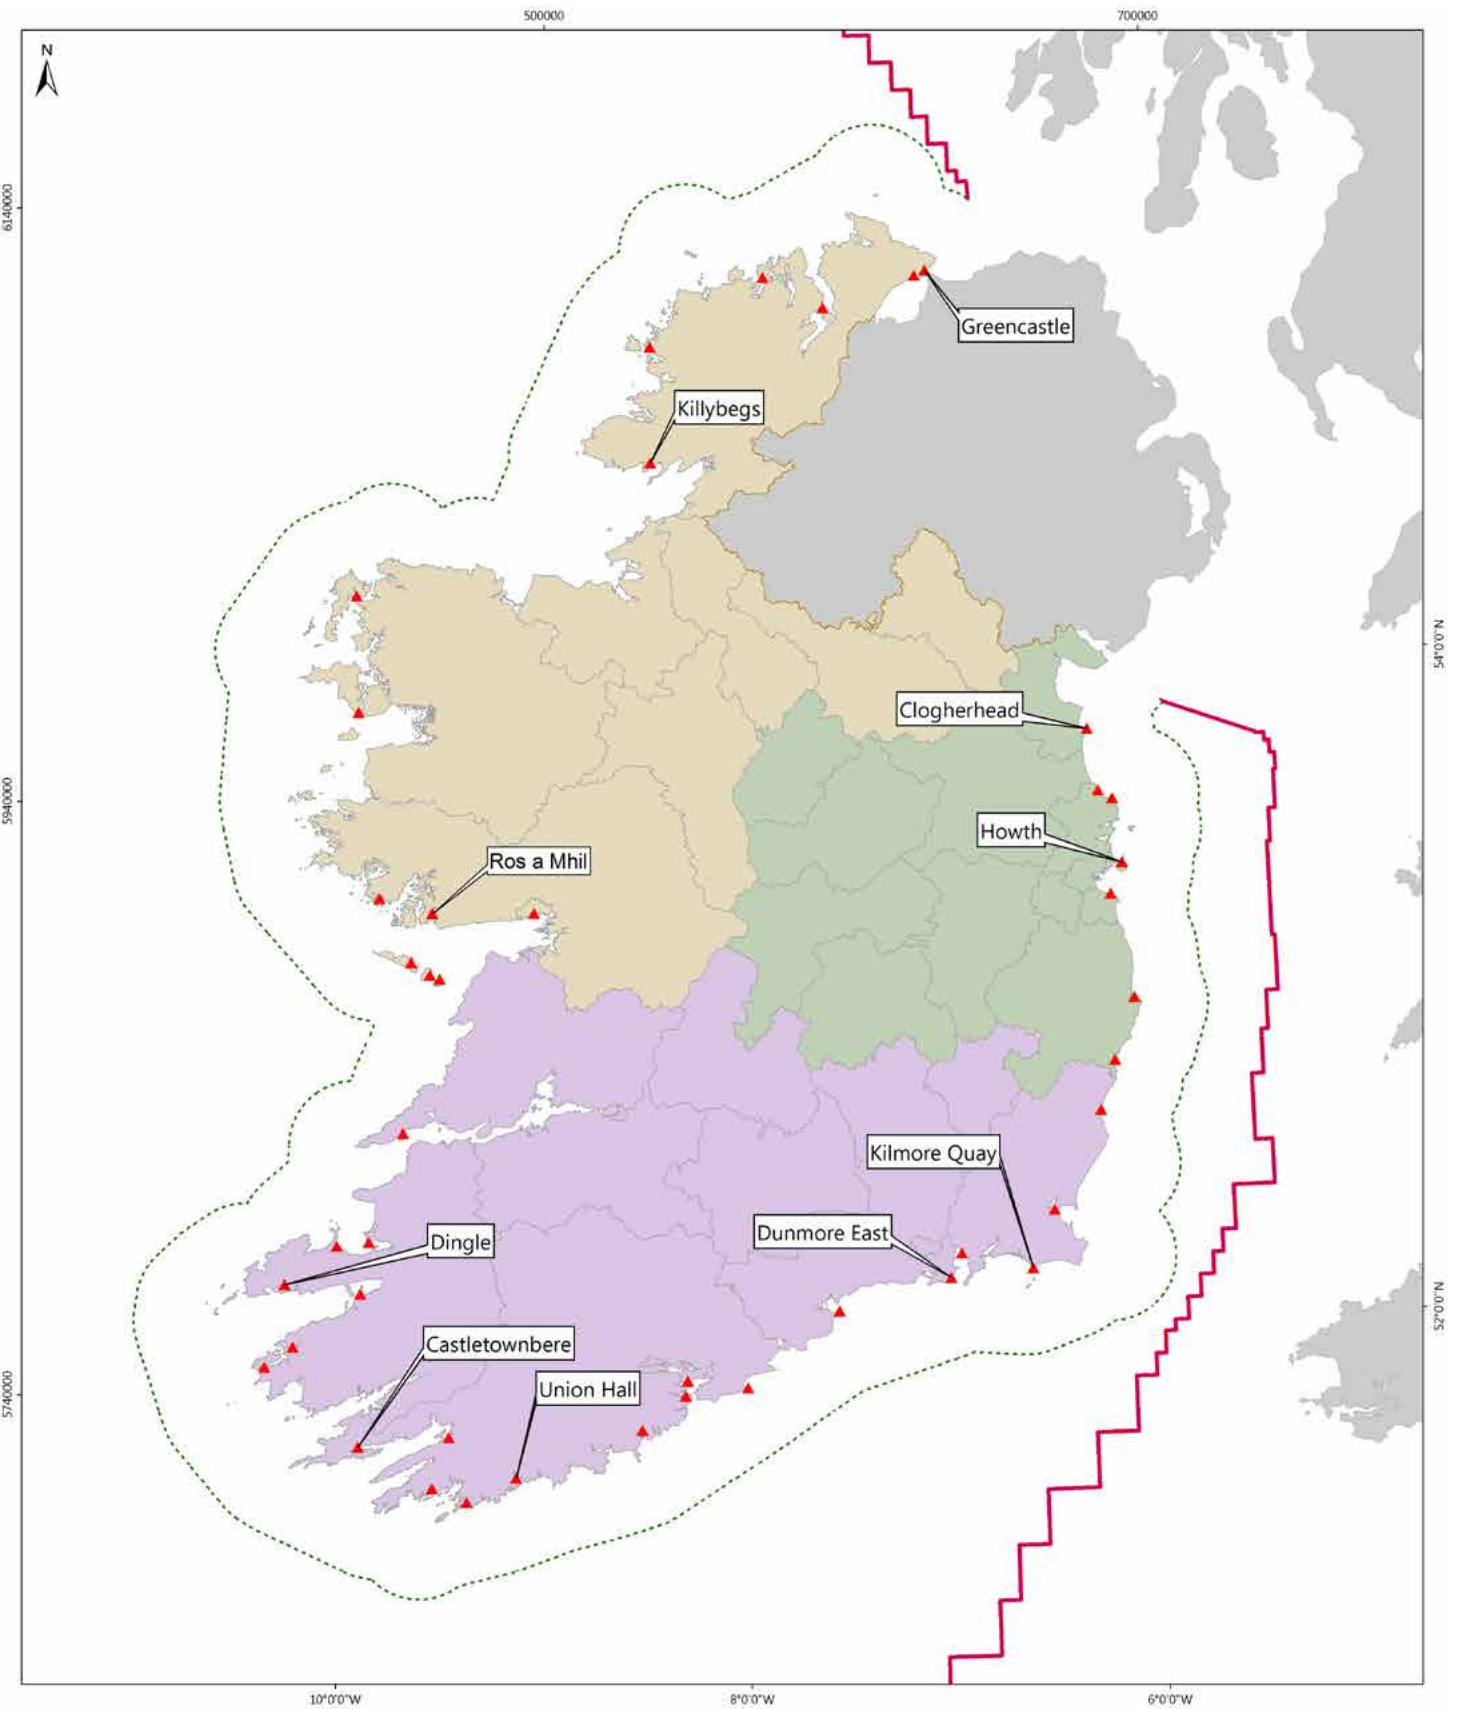 500000
700000
N
6140000
Greencastle
Killybegs
54°0'0"N
Clogherhead
5940000
Howth
Ros a Mhil
Kilmore Quay
Dunmore East
Dingle
52°0'0"N
Castletownbere
Union Hall
5740000
10°0'0"W
8°0'0"W
6°0'0"W